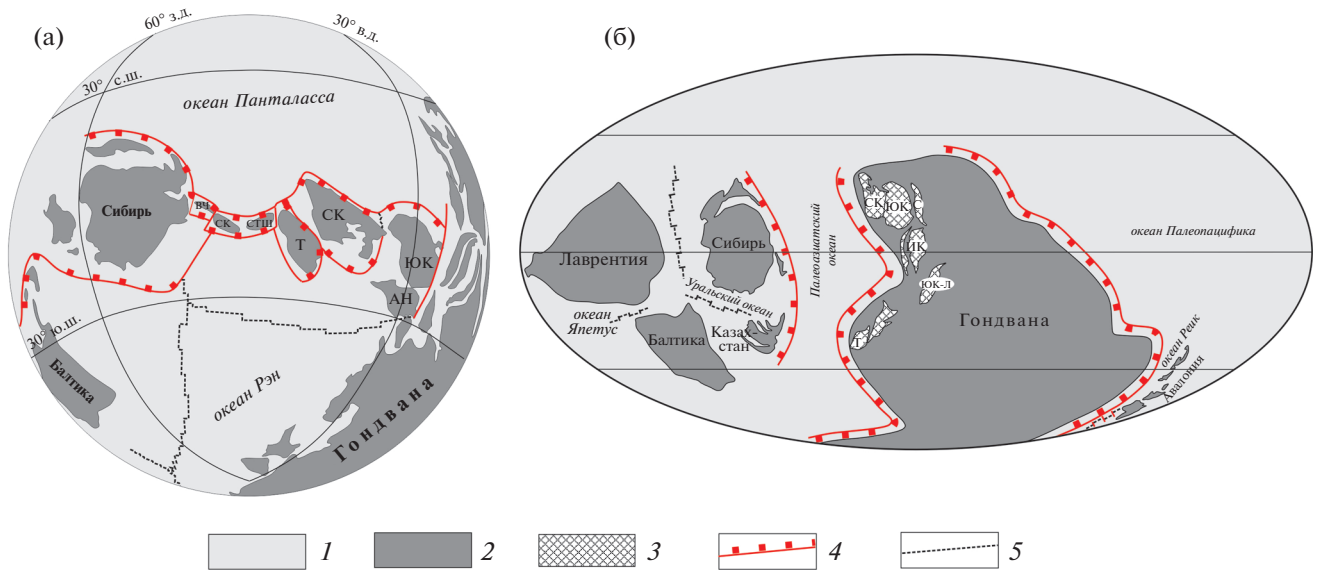 (а)
60° з.д.
30° в.д.
30° с.ш.
океан Панталасса
Сибирь
ВЧ
СК
СТШ
Т
СК
ЮК
АН
30° ю.ш.
Балтика
океан Рэн
Гондвана
(б)
Лаврентия
Сибирь
Палеоазиатский
океан
СК
ЮК
С
ИК
ЮК-Л
Т
Гондвана
океан Палеопацифика
Уральский океан
океан
Япетус
Балтика
Казах-
стан
океан Реик
Авалония
1
2
3
4
5